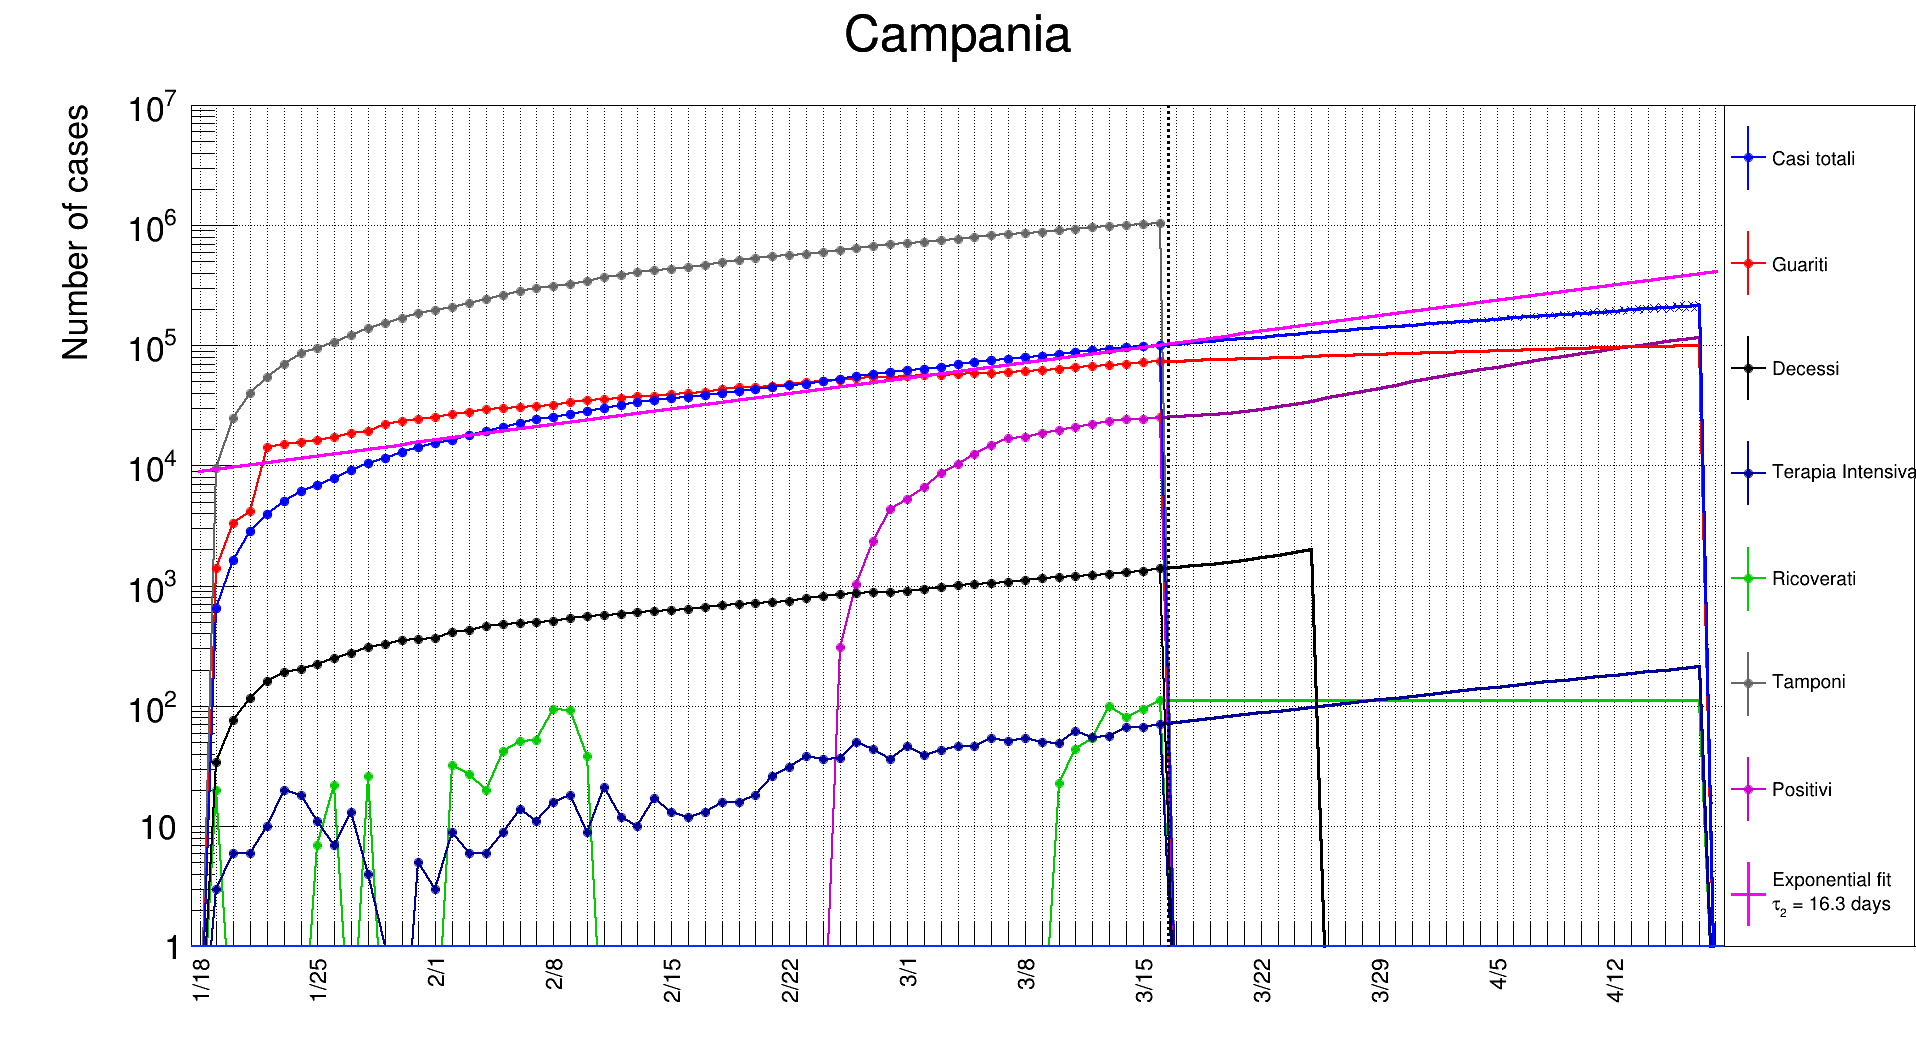 Campania
Number of cases
10^7
10^6
10^5
10^4
10^3
10^2
10
1
1/18
1/25
2/1
2/8
2/15
2/22
3/1
3/8
3/15
3/22
3/29
4/5
4/12
Casi totali
Guariti
Decessi
Terapia Intensiva
Ricoverati
Tamponi
Positivi
Exponential fit
τ_2 = 16.3 days